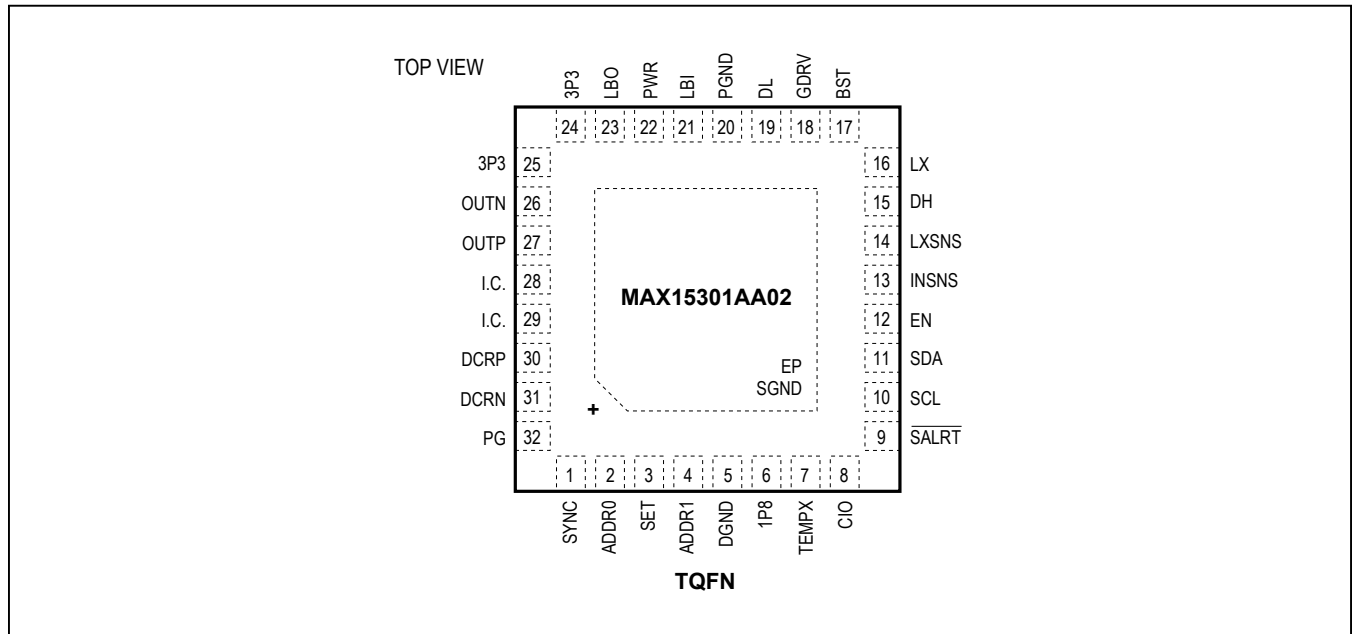 TOP VIEW
3P3 LBO PWR LBI PGND DL GDRV BST
24 23 22 21 20 19 18 17
3P3 25
OUTN 26
OUTP 27
I.C. 28
I.C. 29
DCRP 30
DCRN 31
PG 32
16 LX
15 DH
14 LXSNS
13 INSNS
12 EN
11 SDA
10 SCL
9 SALRT
MAX15301AA02
EP
SGND
+
1 2 3 4 5 6 7 8
SYNC ADDR0 SET ADDR1 DGND 1P8 TEMPX CIO
TQFN